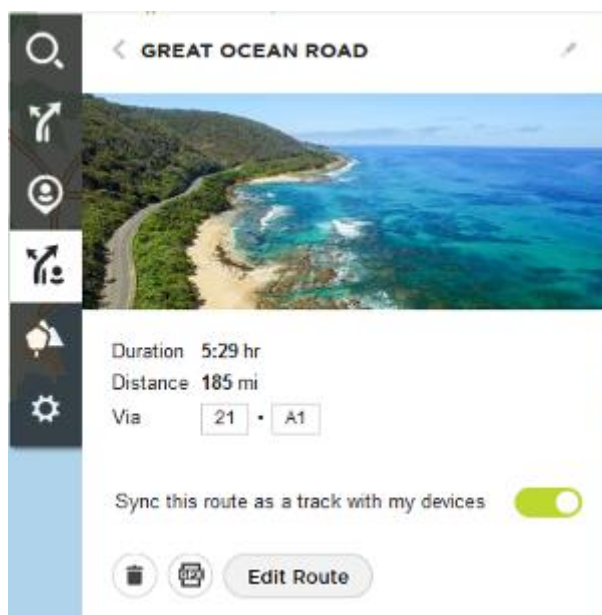 GREAT OCEAN ROAD
Duration 5:29 hr
Distance 185 mi
Via 21 • A1
Sync this route as a track with my devices
Edit Route